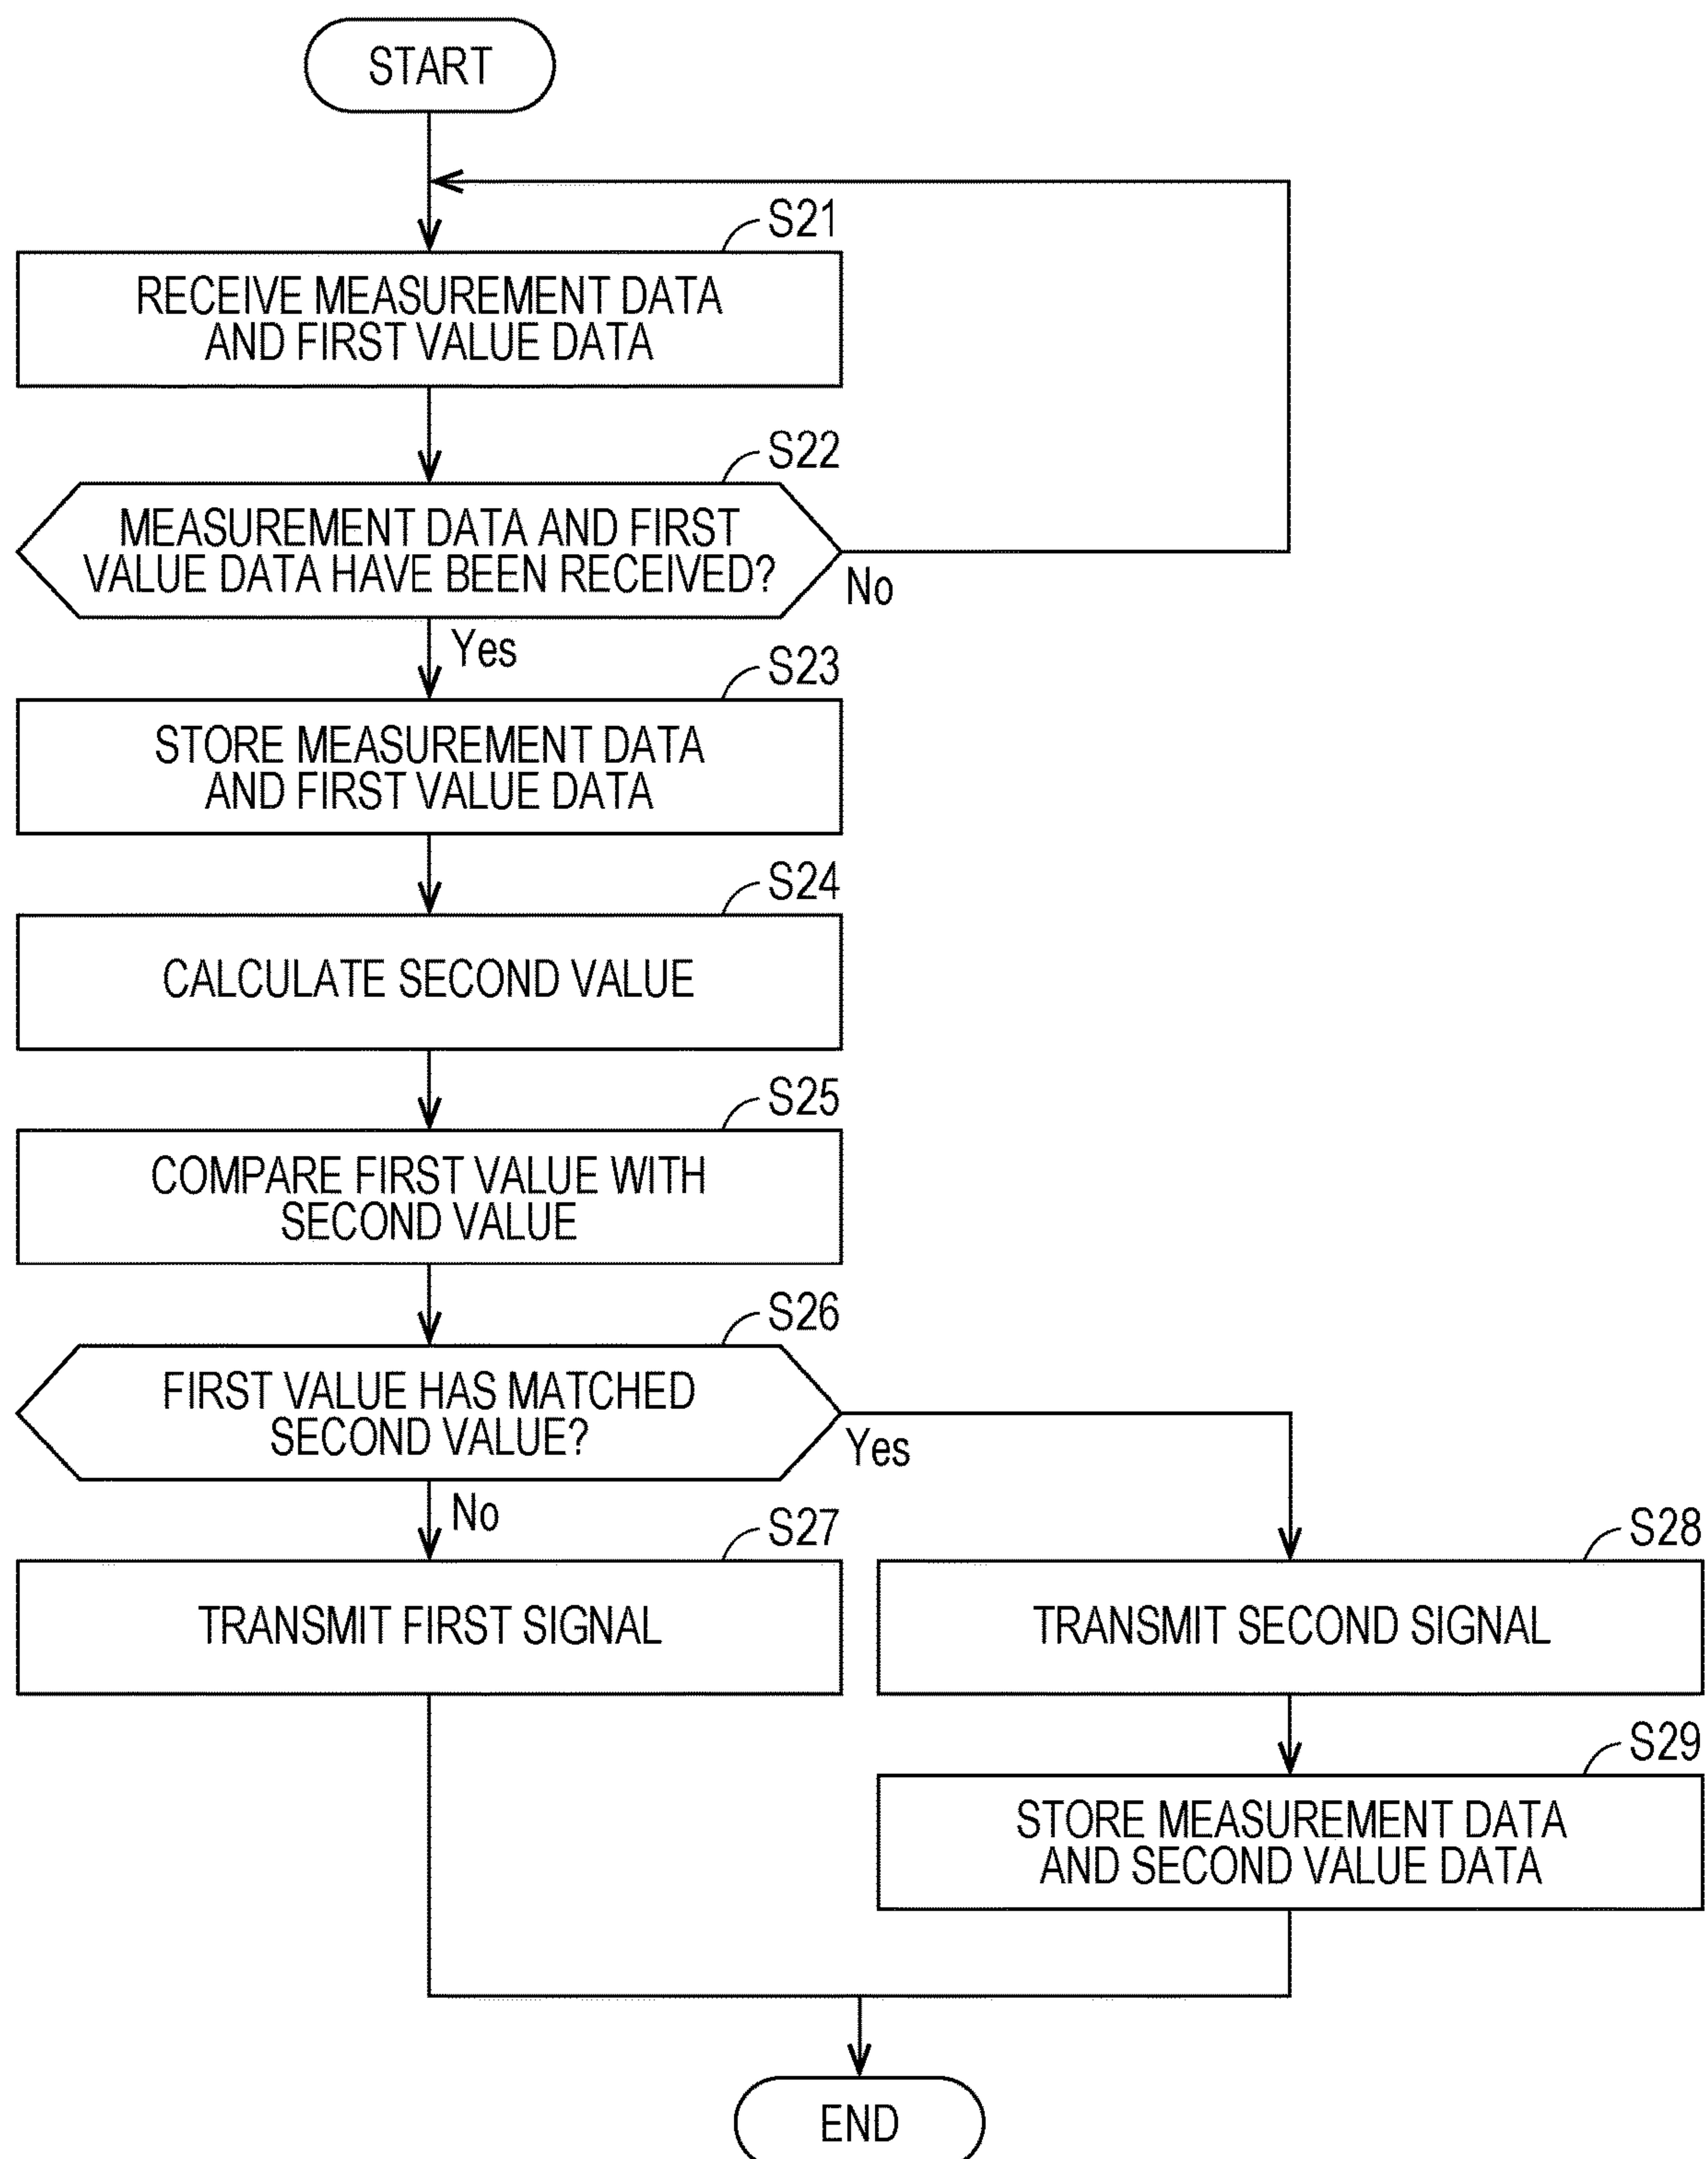 START
S21
RECEIVE MEASUREMENT DATA
AND FIRST VALUE DATA
S22
MEASUREMENT DATA AND FIRST
VALUE DATA HAVE BEEN RECEIVED?
No
Yes
S23
STORE MEASUREMENT DATA
AND FIRST VALUE DATA
S24
CALCULATE SECOND VALUE
S25
COMPARE FIRST VALUE WITH
SECOND VALUE
S26
FIRST VALUE HAS MATCHED
SECOND VALUE?
Yes
No
S27
TRANSMIT FIRST SIGNAL
S28
TRANSMIT SECOND SIGNAL
S29
STORE MEASUREMENT DATA
AND SECOND VALUE DATA
END